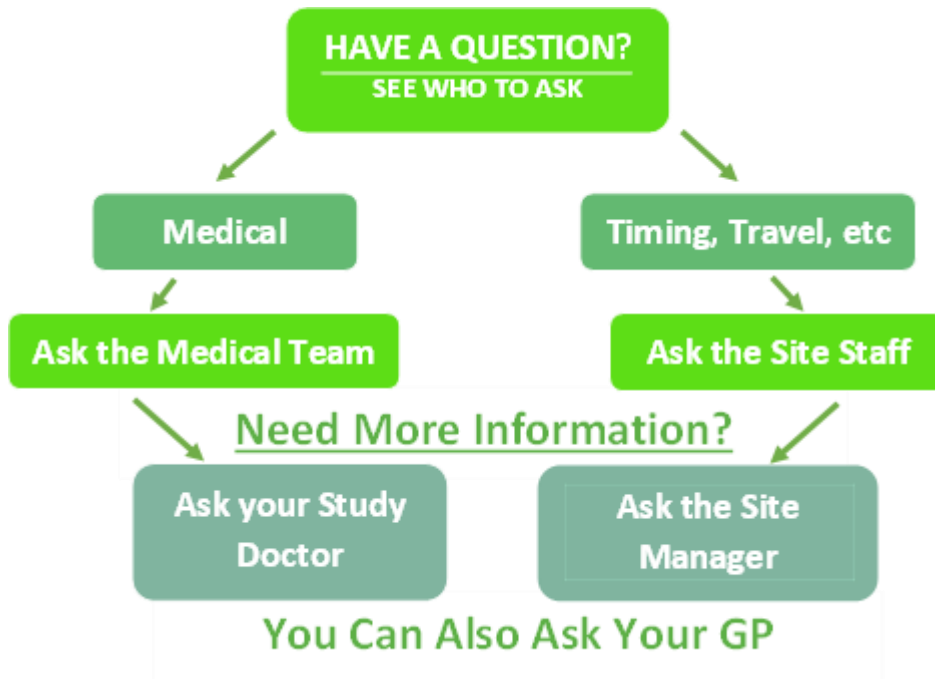 HAVE A QUESTION?
SEE WHO TO ASK
Medical
Timing, Travel, etc
Ask the Medical Team
Ask the Site Staff
Need More Information?
Ask your Study
Doctor
Ask the Site
Manager
You Can Also Ask Your GP